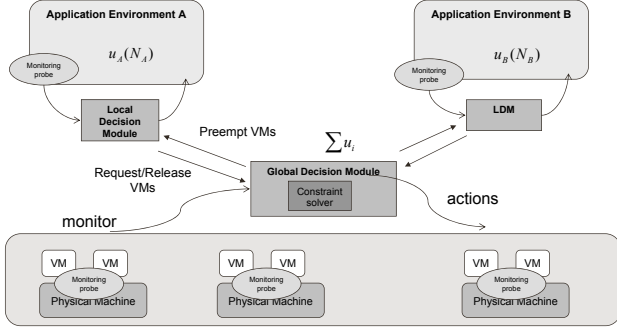 Application Environment A
u_A(N_A)
Monitoring
probe
Local
Decision
Module
Application Environment B
u_B(N_B)
Monitoring
probe
LDM
Preempt VMs
∑u_i
Request/Release
VMs
Global Decision Module
Constraint
solver
monitor
actions
VM
VM
Monitoring
probe
Physical Machine
VM
VM
Monitoring
probe
Physical Machine
VM
VM
Monitoring
probe
Physical Machine